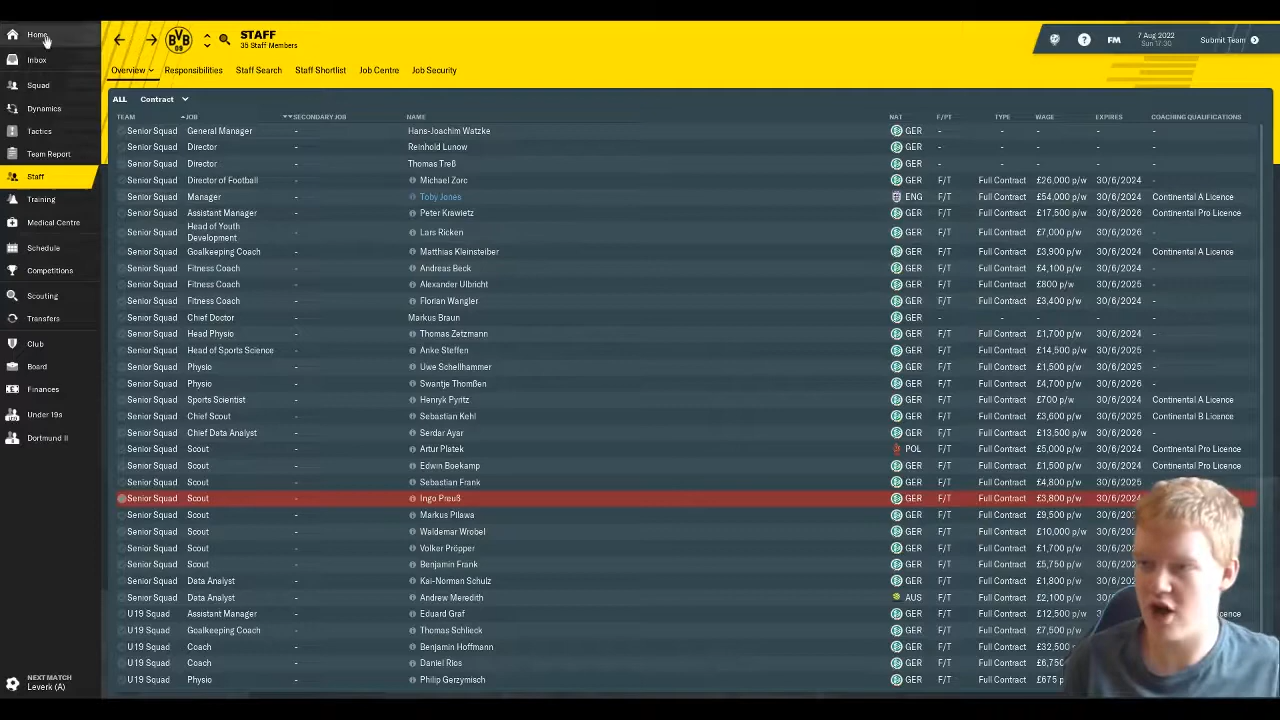 Home
Inbox
Squad
Dynamics
Tactics
Team Report
Staff
Training
Medical Centre
Schedule
Competitions
Scouting
Transfers
Club
Board
Finances
Under 19s
Dortmund II
NEXT MATCH
Leverk (A)
BVB
09
STAFF
35 Staff Members
FM
7 Aug 2022
Sun 17:30
Submit Team
Overview Responsibilities Staff Search Staff Shortlist Job Centre Job Security
ALL Contract
TEAM JOB SECONDARY JOB NAME NAT F/PT TYPE WAGE EXPIRES COACHING QUALIFICATIONS
Senior Squad General Manager - Hans-Joachim Watzke GER - - - - -
Senior Squad Director - Reinhold Lunow GER - - - - -
Senior Squad Director - Thomas Treß GER - - - - -
Senior Squad Director of Football - Michael Zorc GER F/T Full Contract £26,000 p/w 30/6/2024 -
Senior Squad Manager - Toby Jones ENG F/T Full Contract £54,000 p/w 30/6/2024 Continental A Licence
Senior Squad Assistant Manager - Peter Krawietz GER F/T Full Contract £17,500 p/w 30/6/2026 Continental Pro Licence
Senior Squad Head of Youth Development - Lars Ricken GER F/T Full Contract £7,000 p/w 30/6/2026 -
Senior Squad Goalkeeping Coach - Matthias Kleinsteiber GER F/T Full Contract £3,900 p/w 30/6/2024 Continental A Licence
Senior Squad Fitness Coach - Andreas Beck GER F/T Full Contract £4,100 p/w 30/6/2024 -
Senior Squad Fitness Coach - Alexander Ulbricht GER F/T Full Contract £800 p/w 30/6/2025 -
Senior Squad Fitness Coach - Florian Wangler GER F/T Full Contract £3,400 p/w 30/6/2024 -
Senior Squad Chief Doctor - Markus Braun GER - - - - -
Senior Squad Head Physio - Thomas Zetzmann GER F/T Full Contract £1,700 p/w 30/6/2024 -
Senior Squad Head of Sports Science - Anke Steffen GER F/T Full Contract £14,500 p/w 30/6/2025 -
Senior Squad Physio - Uwe Schellhammer GER F/T Full Contract £1,500 p/w 30/6/2025 -
Senior Squad Physio - Swantje Thomßen GER F/T Full Contract £4,700 p/w 30/6/2026 -
Senior Squad Sports Scientist - Henryk Pyritz GER F/T Full Contract £700 p/w 30/6/2024 Continental A Licence
Senior Squad Chief Scout - Sebastian Kehl GER F/T Full Contract £3,600 p/w 30/6/2025 Continental B Licence
Senior Squad Chief Data Analyst - Serdar Ayar GER F/T Full Contract £13,500 p/w 30/6/2026 -
Senior Squad Scout - Artur Platek POL F/T Full Contract £5,000 p/w 30/6/2024 Continental Pro Licence
Senior Squad Scout - Edwin Boekamp GER F/T Full Contract £1,500 p/w 30/6/2024 Continental Pro Licence
Senior Squad Scout - Sebastian Frank GER F/T Full Contract £4,800 p/w 30/6/2025
Senior Squad Scout - Ingo Preuß GER F/T Full Contract £3,800 p/w 30/6/2024
Senior Squad Scout - Markus Pilawa GER F/T Full Contract £9,500 p/w
Senior Squad Scout - Waldemar Wrobel GER F/T Full Contract £10,000 p/w
Senior Squad Scout - Volker Pröpper GER F/T Full Contract £1,700 p/w
Senior Squad Scout - Benjamin Frank GER F/T Full Contract £5,750 p/w
Senior Squad Data Analyst - Kai-Norman Schulz GER F/T Full Contract £1,800 p/w
Senior Squad Data Analyst - Andrew Meredith AUS F/T Full Contract £2,100 p/w
U19 Squad Assistant Manager - Eduard Graf GER F/T Full Contract £12,500 p/w
U19 Squad Goalkeeping Coach - Thomas Schlieck GER F/T Full Contract £7,500
U19 Squad Coach - Benjamin Hoffmann GER F/T Full Contract £32,500
U19 Squad Coach - Daniel Rios GER F/T Full Contract £6,750
U19 Squad Physio - Philip Gerzymisch GER F/T Full Contract £675 p/w